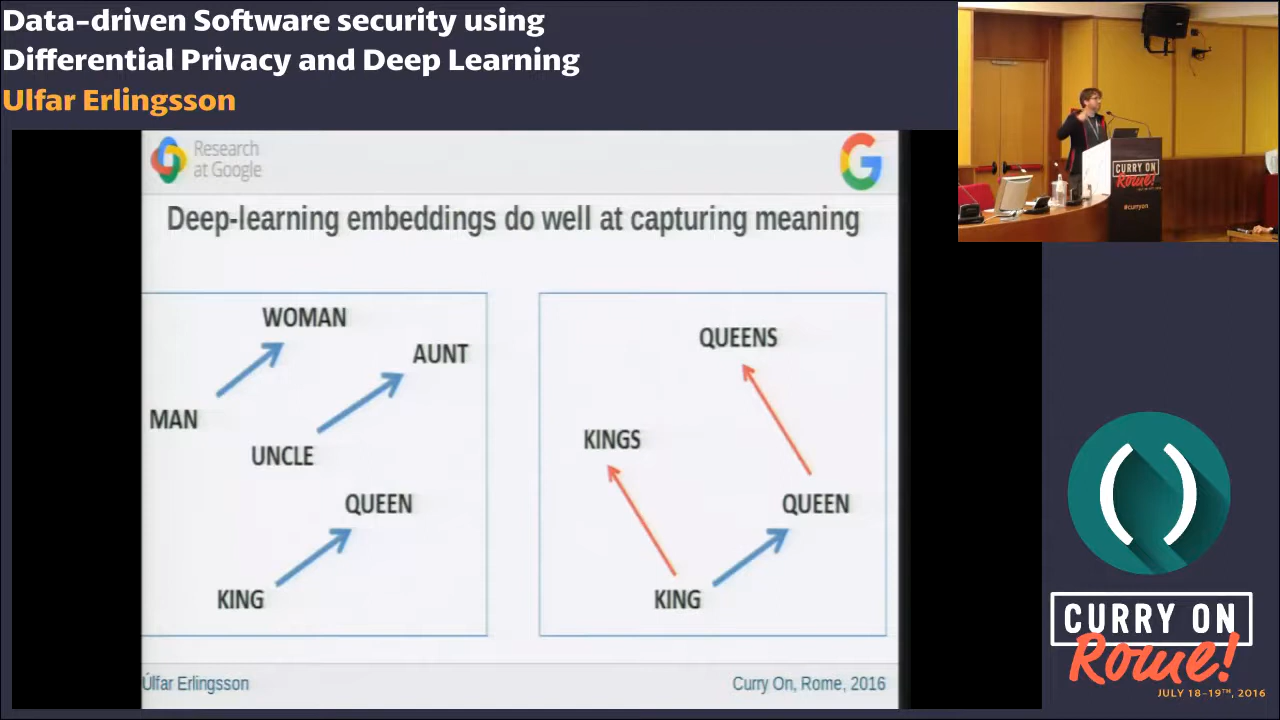 Data-driven Software security using
Differential Privacy and Deep Learning
Ulfar Erlingsson
Research
at Google
G
Deep-learning embeddings do well at capturing meaning
WOMAN
AUNT
MAN
UNCLE
QUEEN
KING
QUEENS
KINGS
QUEEN
KING
Úlfar Erlingsson
Curry On, Rome, 2016
CURRY ON
Rome!
#curryon
( )
CURRY ON
Rome!
JULY 18-19TH, 2016